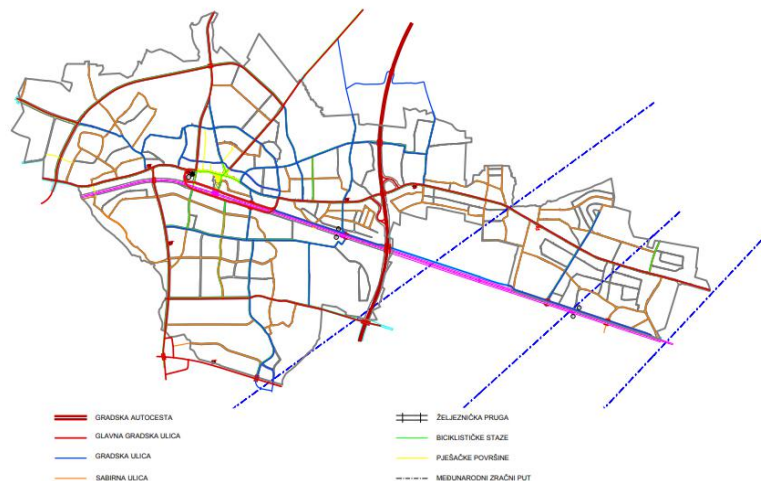 GRADSKA AUTOCESTA
GLAVNA GRADSKA ULICA
GRADSKA ULICA
SABIRNA ULICA
ŽELJEZNIČKA PRUGA
BICIKLISTIČKE STAZE
PJEŠAČKE POVRŠINE
MEĐUNARODNI ZRAČNI PUT